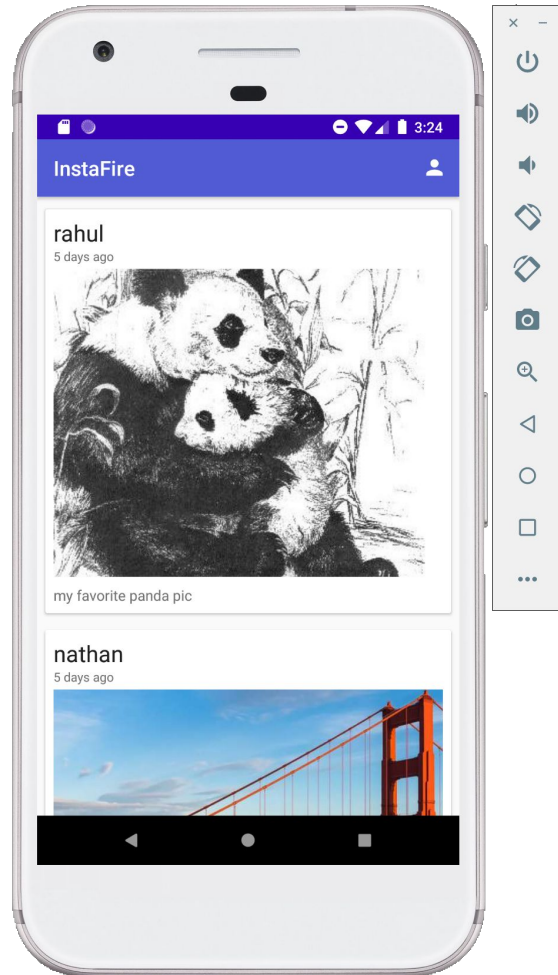 3:24
InstaFire
rahul
5 days ago
my favorite panda pic
nathan
5 days ago